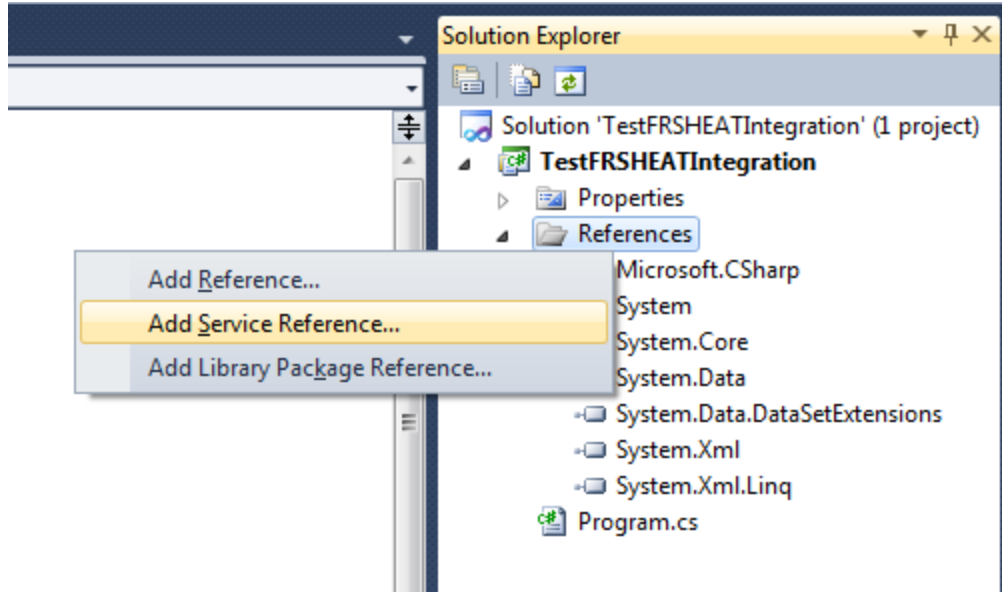 Solution Explorer
Solution 'TestFRSHEATIntegration' (1 project)
TestFRSHEATIntegration
Properties
References
Microsoft.CSharp
System
System.Core
System.Data
System.Data.DataSetExtensions
System.Xml
System.Xml.Linq
Program.cs
Add Reference...
Add Service Reference...
Add Library Package Reference...